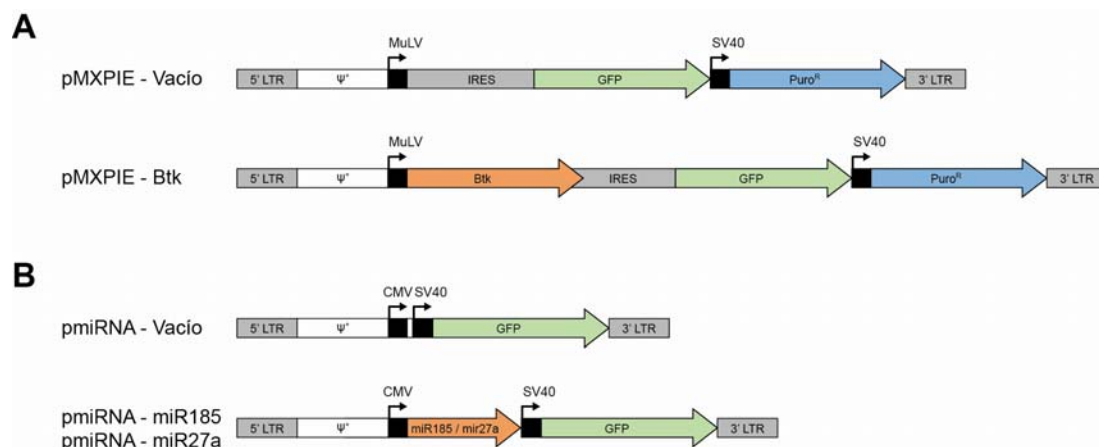 A
MuLV SV40
pMXPIE - Vacío 5' LTR Ψ⁺ IRES GFP Puroᴿ 3' LTR
MuLV SV40
pMXPIE - Btk 5' LTR Ψ⁺ Btk IRES GFP Puroᴿ 3' LTR
B
CMV SV40
pmiRNA - Vacío 5' LTR Ψ⁺ GFP 3' LTR
CMV SV40
pmiRNA - miR185
5' LTR Ψ⁺ miR185 / mir27a GFP 3' LTR
pmiRNA - miR27a